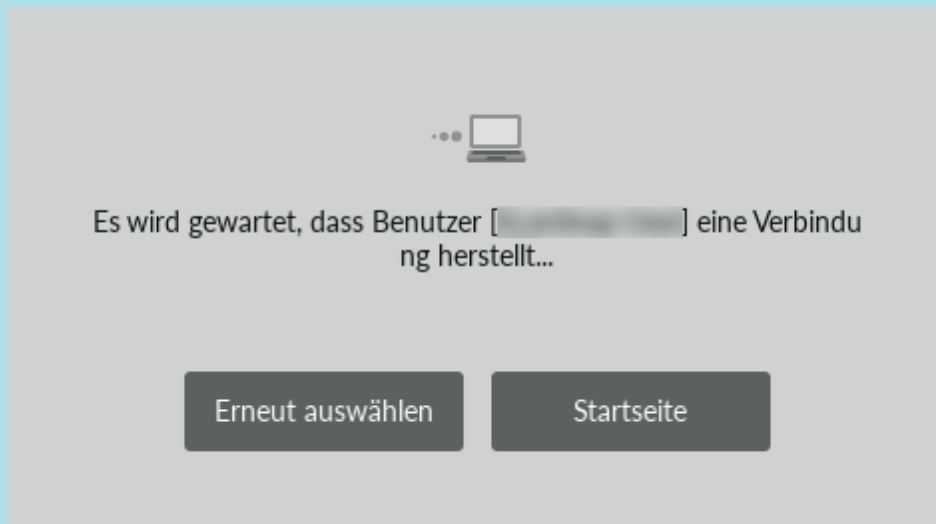 Es wird gewartet, dass Benutzer [] eine Verbindu
ng herstellt...
Erneut auswählen
Startseite